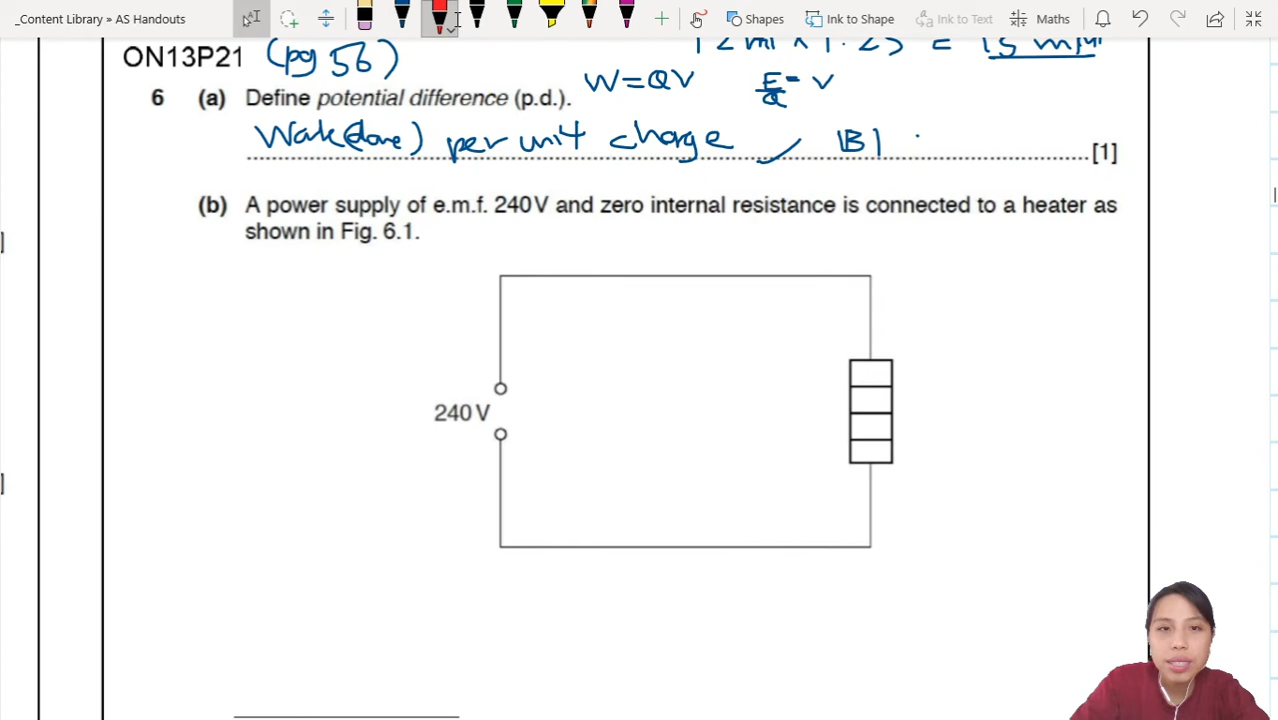 _Content Library » AS Handouts
Shapes
Ink to Shape
Ink to Text
Maths
ON13P21 (pg 56)
= 15 m/μl
W=QV E/Q = V
6 (a) Define potential difference (p.d.).
Work(done) per unit charge ✓ |B| [1]
(b) A power supply of e.m.f. 240V and zero internal resistance is connected to a heater as
shown in Fig. 6.1.
240V